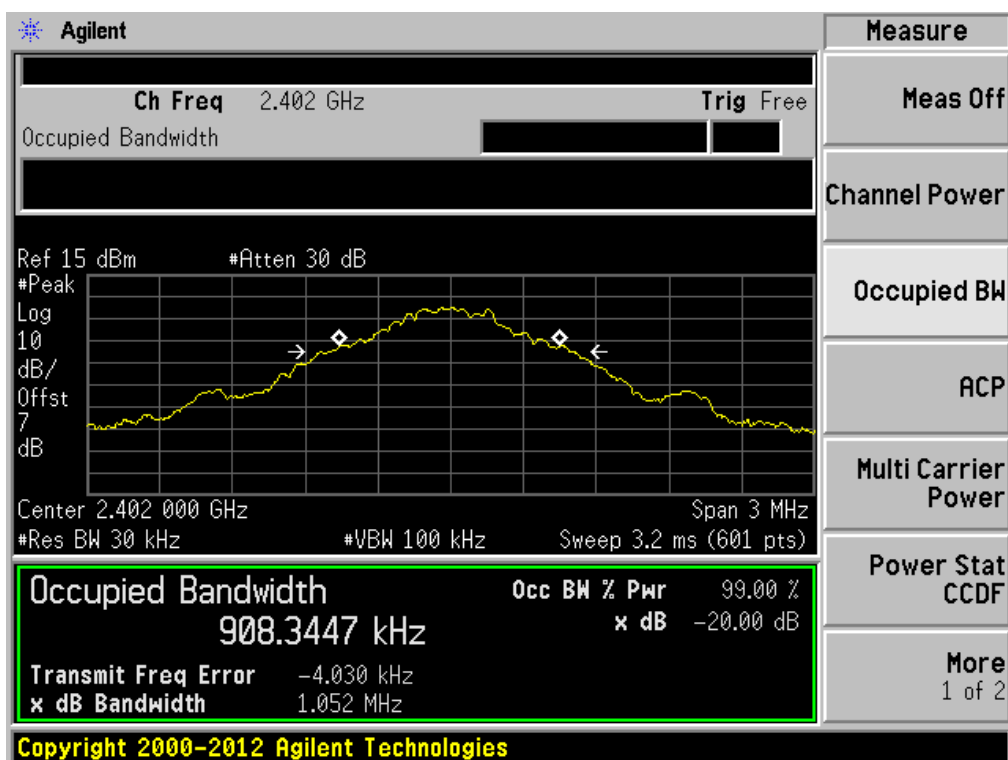 Agilent
Measure
Ch Freq 2.402 GHz Trig Free
Occupied Bandwidth
Meas Off
Channel Power
Occupied BW
ACP
Multi Carrier
Power
Power Stat
CCDF
More
1 of 2
Ref 15 dBm #Atten 30 dB
#Peak
Log
10
dB/
Offst
7
dB
Center 2.402 000 GHz Span 3 MHz
#Res BW 30 kHz #VBW 100 kHz Sweep 3.2 ms (601 pts)
Occupied Bandwidth Occ BW % Pwr 99.00 %
908.3447 kHz x dB -20.00 dB
Transmit Freq Error -4.030 kHz
x dB Bandwidth 1.052 MHz
Copyright 2000-2012 Agilent Technologies